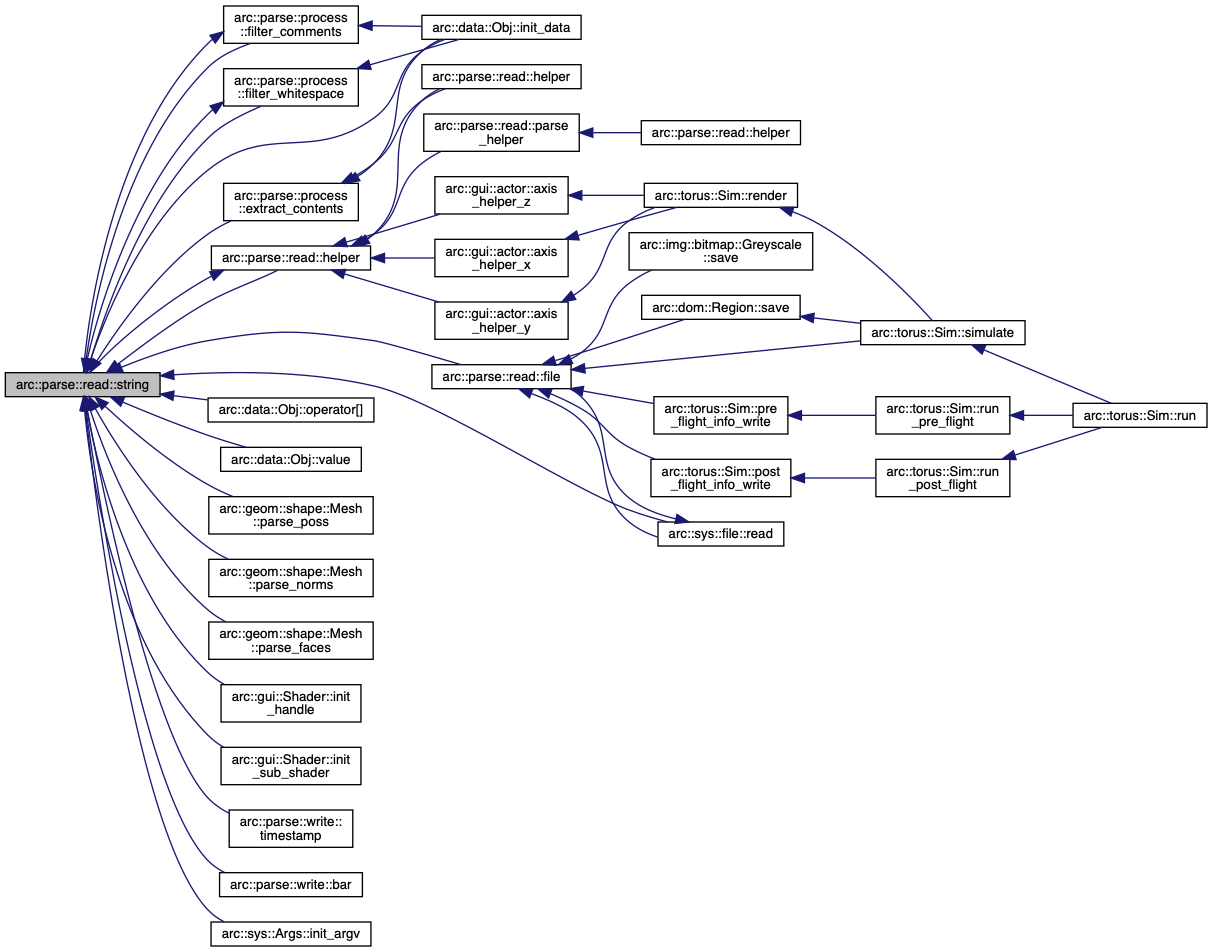 arc::parse::process
::filter_comments
arc::data::Obj::init_data
arc::parse::process
::filter_whitespace
arc::parse::read::helper
arc::parse::read::parse
_helper
arc::parse::read::helper
arc::parse::process
::extract_contents
arc::gui::actor::axis
_helper_z
arc::torus::Sim::render
arc::parse::read::helper
arc::gui::actor::axis
_helper_x
arc::img::bitmap::Greyscale
::save
arc::gui::actor::axis
_helper_y
arc::dom::Region::save
arc::torus::Sim::simulate
arc::parse::read::string
arc::parse::read::file
arc::data::Obj::operator[]
arc::torus::Sim::pre
_flight_info_write
arc::torus::Sim::run
_pre_flight
arc::torus::Sim::run
arc::data::Obj::value
arc::torus::Sim::post
_flight_info_write
arc::torus::Sim::run
_post_flight
arc::geom::shape::Mesh
::parse_poss
arc::sys::file::read
arc::geom::shape::Mesh
::parse_norms
arc::geom::shape::Mesh
::parse_faces
arc::gui::Shader::init
_handle
arc::gui::Shader::init
_sub_shader
arc::parse::write::
timestamp
arc::parse::write::bar
arc::sys::Args::init_argv